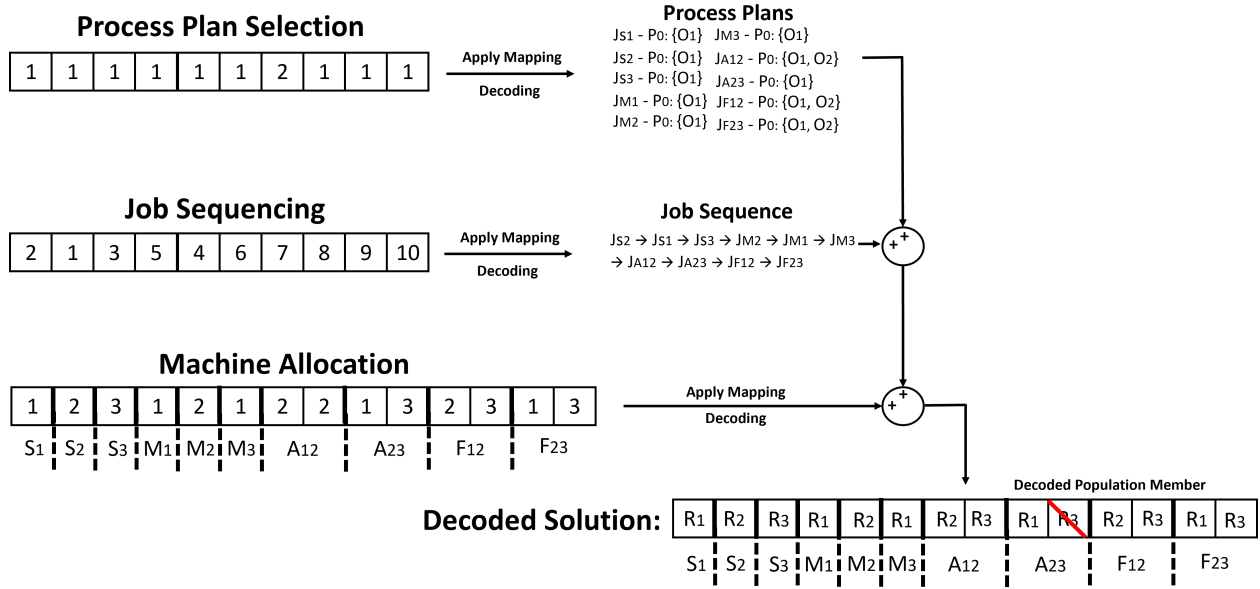 Process Plan Selection
1 1 1 1 1 1 2 1 1 1
Apply Mapping
Decoding
Process Plans
JS1 - P0: {O1} JM3 - P0: {O1}
JS2 - P0: {O1} JA12 - P0: {O1, O2}
JS3 - P0: {O1} JA23 - P0: {O1}
JM1 - P0: {O1} JF12 - P0: {O1, O2}
JM2 - P0: {O1} JF23 - P0: {O1, O2}
Job Sequencing
2 1 3 5 4 6 7 8 9 10
Apply Mapping
Decoding
Job Sequence
JS2 → JS1 → JS3 → JM2 → JM1 → JM3
→ JA12 → JA23 → JF12 → JF23
+ +
Machine Allocation
1 2 3 1 2 1 2 2 1 3 2 3 1 3
S1 S2 S3 M1 M2 M3 A12 A23 F12 F23
Apply Mapping
Decoding
+ +
Decoded Population Member
Decoded Solution:
R1 R2 R3 R1 R2 R1 R2 R3 R1 R3 R2 R3 R1 R3
S1 S2 S3 M1 M2 M3 A12 A23 F12 F23